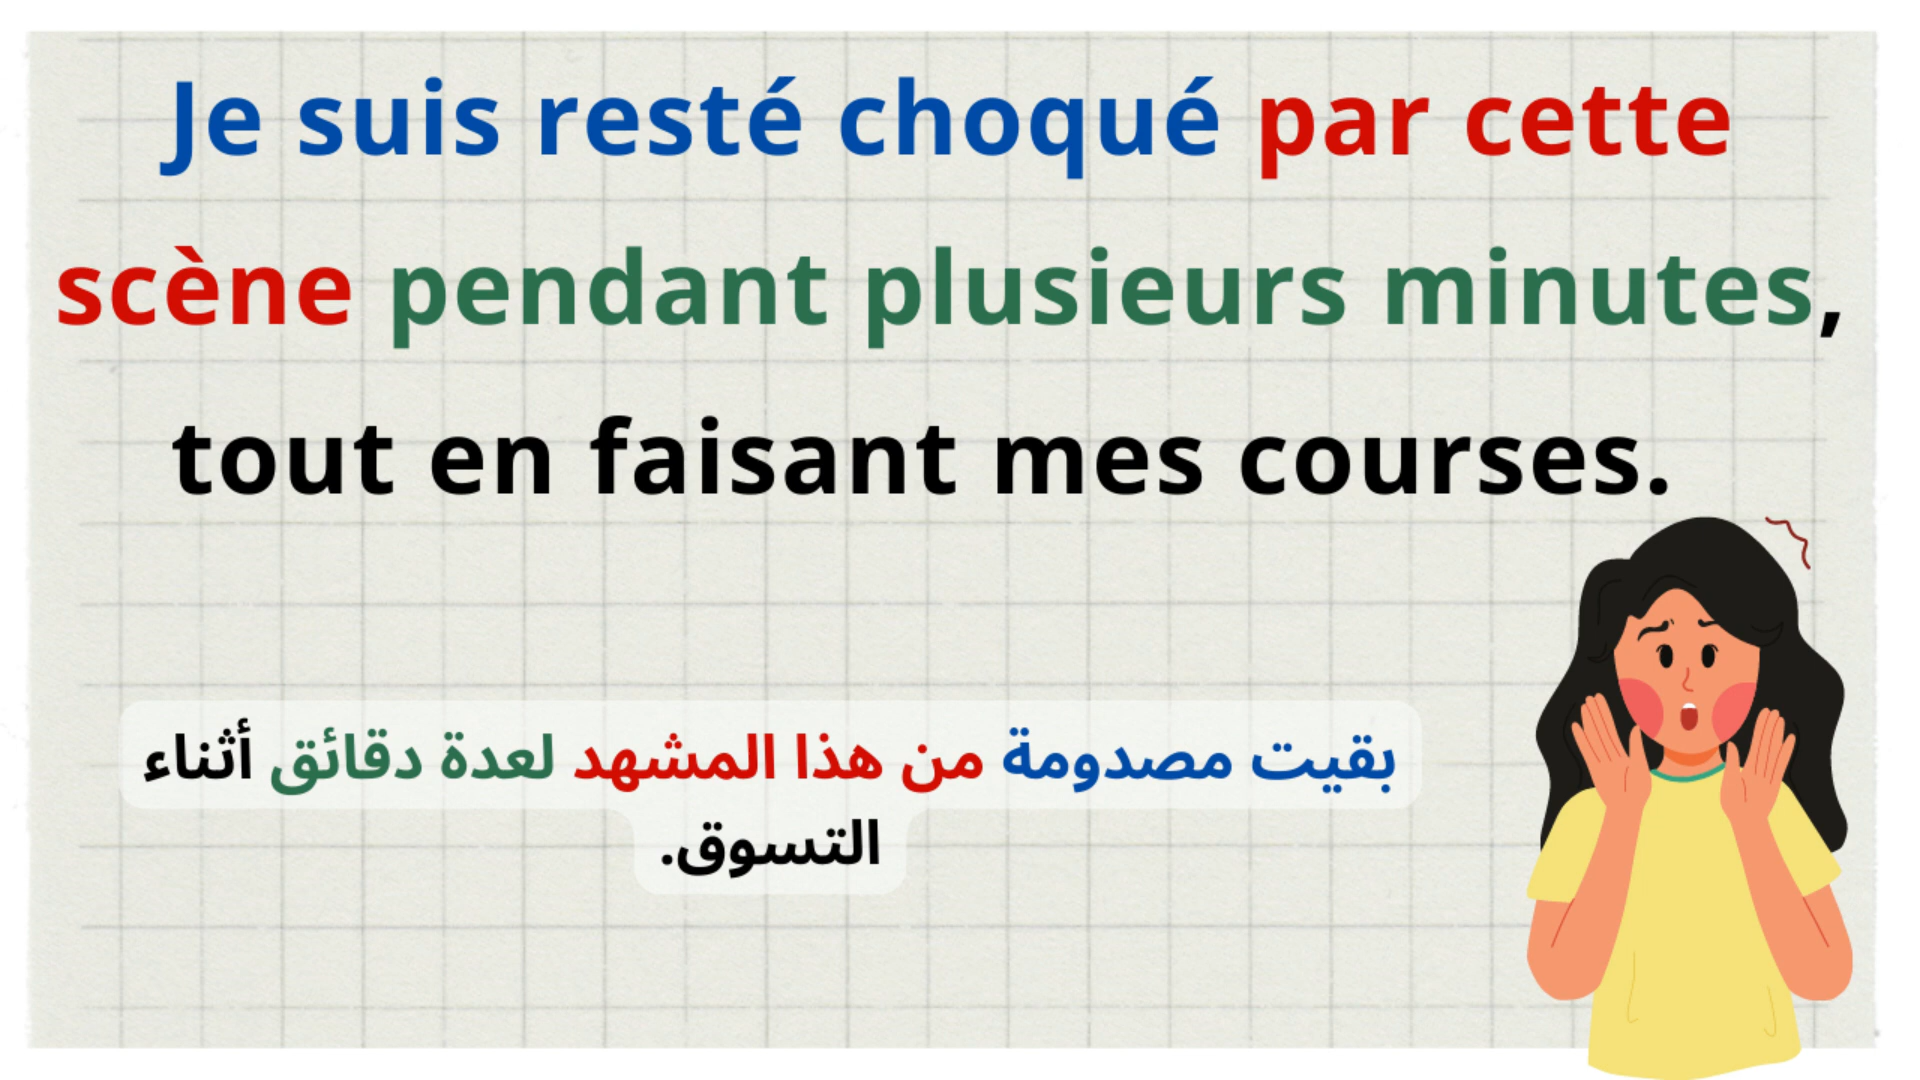 Je suis resté choqué par cette
scène pendant plusieurs minutes,
tout en faisant mes courses.
بقيت مصدومة من هذا المشهد لعدة دقائق أثناء
التسوق.